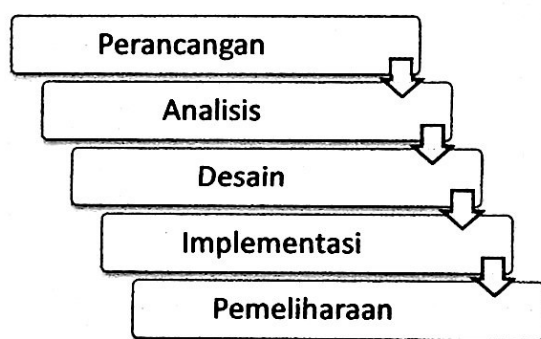 Perancangan
Analisis
Desain
Implementasi
Pemeliharaan